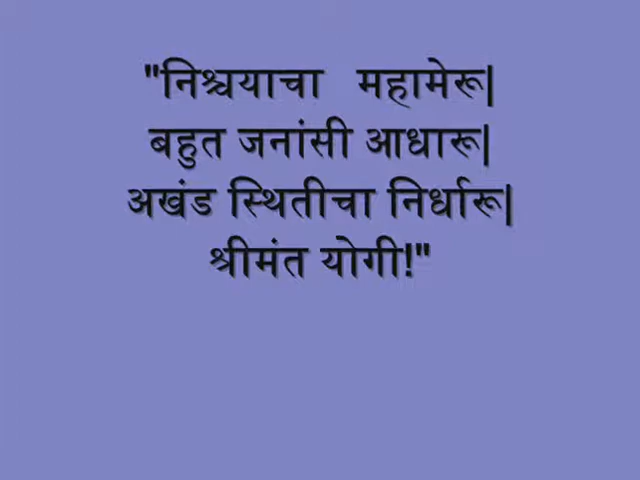 "निश्चयाचा महामेरू|
बहुत जनांसी आधारू|
अखंड स्थितीचा निर्धारू|
श्रीमंत योगी!"